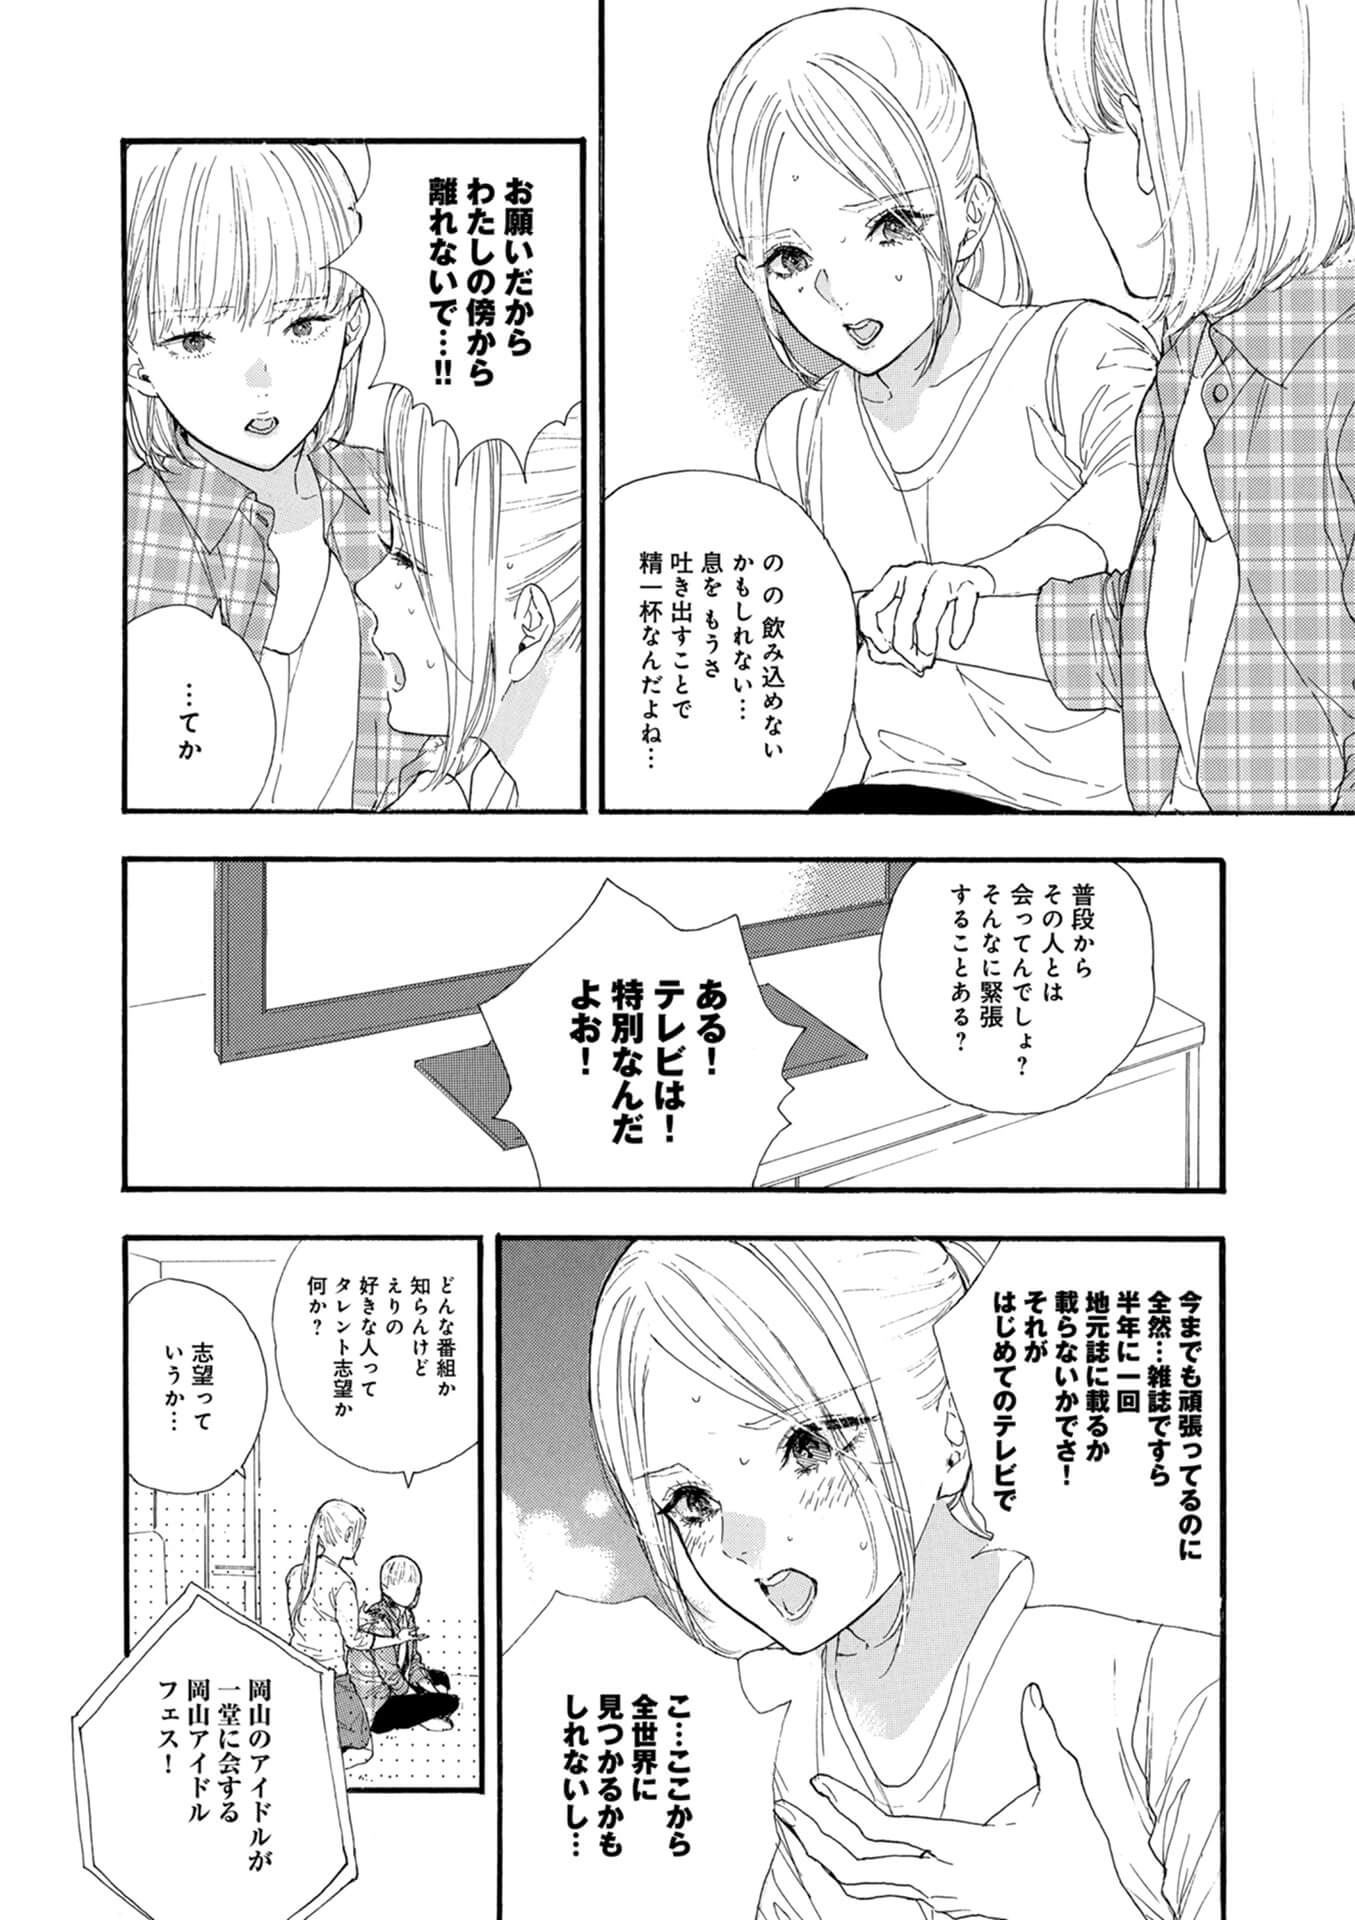 の の 飲み込めない
かもしれない…
息を もうさ
吐き出すことで
精一杯なんだよね…
お願いだから
わたしの傍から
離れないで…!!
…てか
普段から
その人とは
会ってんでしょ?
そんなに緊張
することある?
ある!
テレビは!
特別なんだ
よお!
今までも頑張ってるのに
全然…雑誌ですら
半年に一回
地元誌に載るか
載らないかでさ!
それが
はじめてのテレビで
こ…ここから
全世界に
見つかるかも
しれないし…
どんな番組か
知らんけど
えりの
好きな人って
タレント志望か
何か?
志望って
いうか…
岡山のアイドルが
一堂に会する
岡山アイドル
フェス!